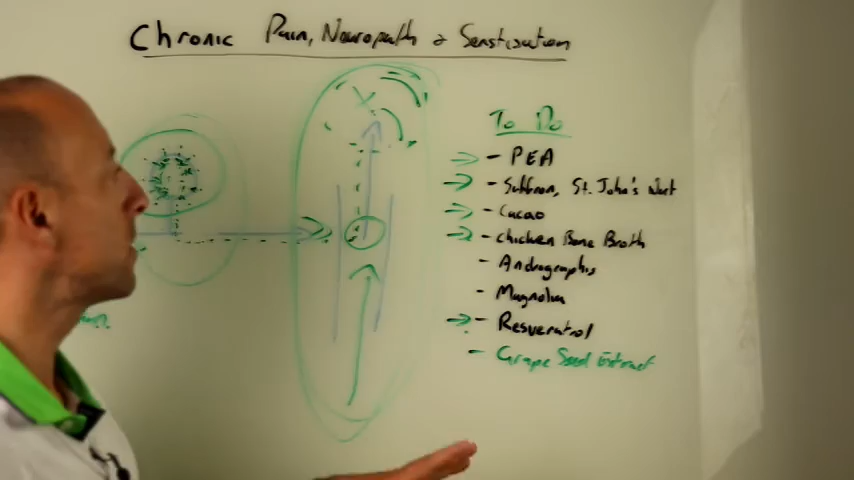 Chronic Pain, Neuropath & Sensitisation
To Do
- PEA
- Saffron, St. John's Wort
- Cacao
- Chicken Bone Broth
- Andrographis
- Magnolia
- Resveratrol
- Grape Seed Extract